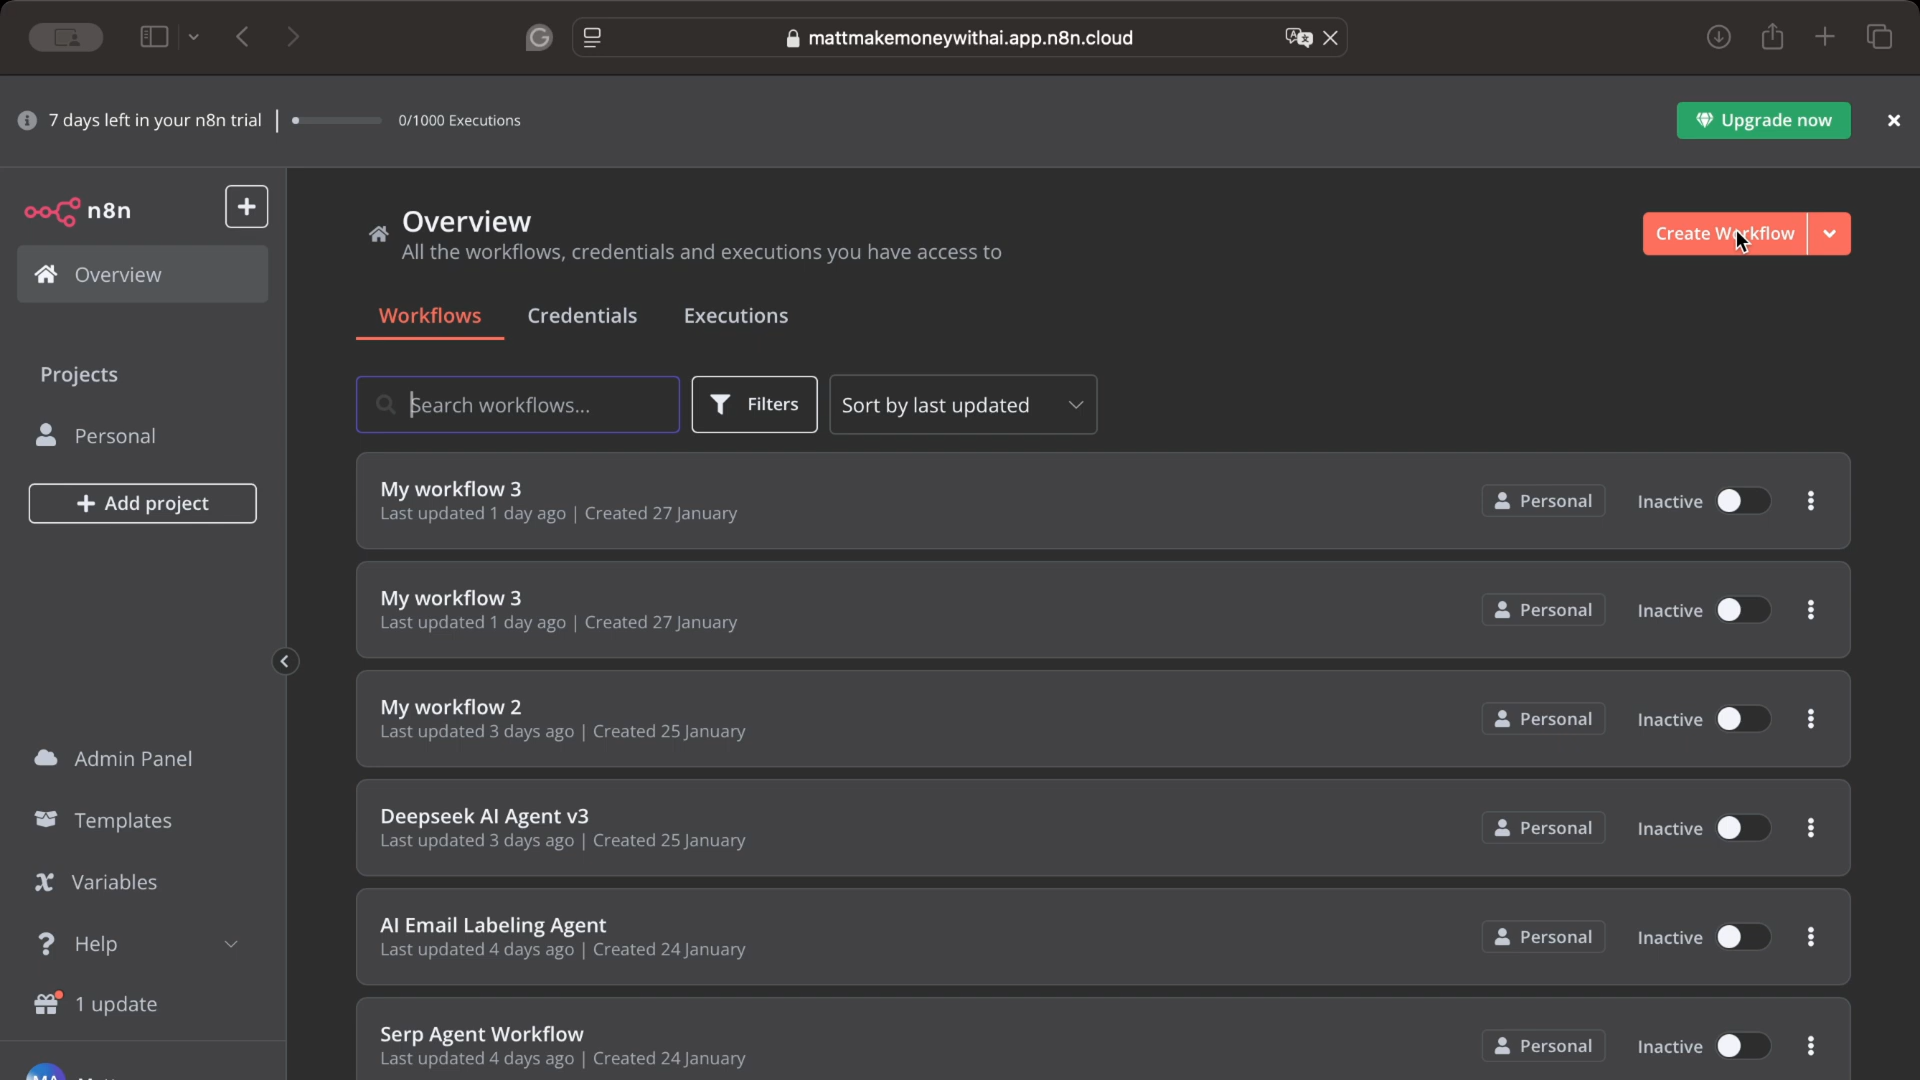 mattmakemoneywithai.app.n8n.cloud
7 days left in your n8n trial
0/1000 Executions
Upgrade now
n8n
Overview
Projects
Personal
Add project
Admin Panel
Templates
Variables
Help
1 update
Overview
All the workflows, credentials and executions you have access to
Create Workflow
Workflows
Credentials
Executions
Search workflows...
Filters
Sort by last updated
My workflow 3
Last updated 1 day ago | Created 27 January
Personal
Inactive
My workflow 3
Last updated 1 day ago | Created 27 January
Personal
Inactive
My workflow 2
Last updated 3 days ago | Created 25 January
Personal
Inactive
Deepseek AI Agent v3
Last updated 3 days ago | Created 25 January
Personal
Inactive
AI Email Labeling Agent
Last updated 4 days ago | Created 24 January
Personal
Inactive
Serp Agent Workflow
Last updated 4 days ago | Created 24 January
Personal
Inactive